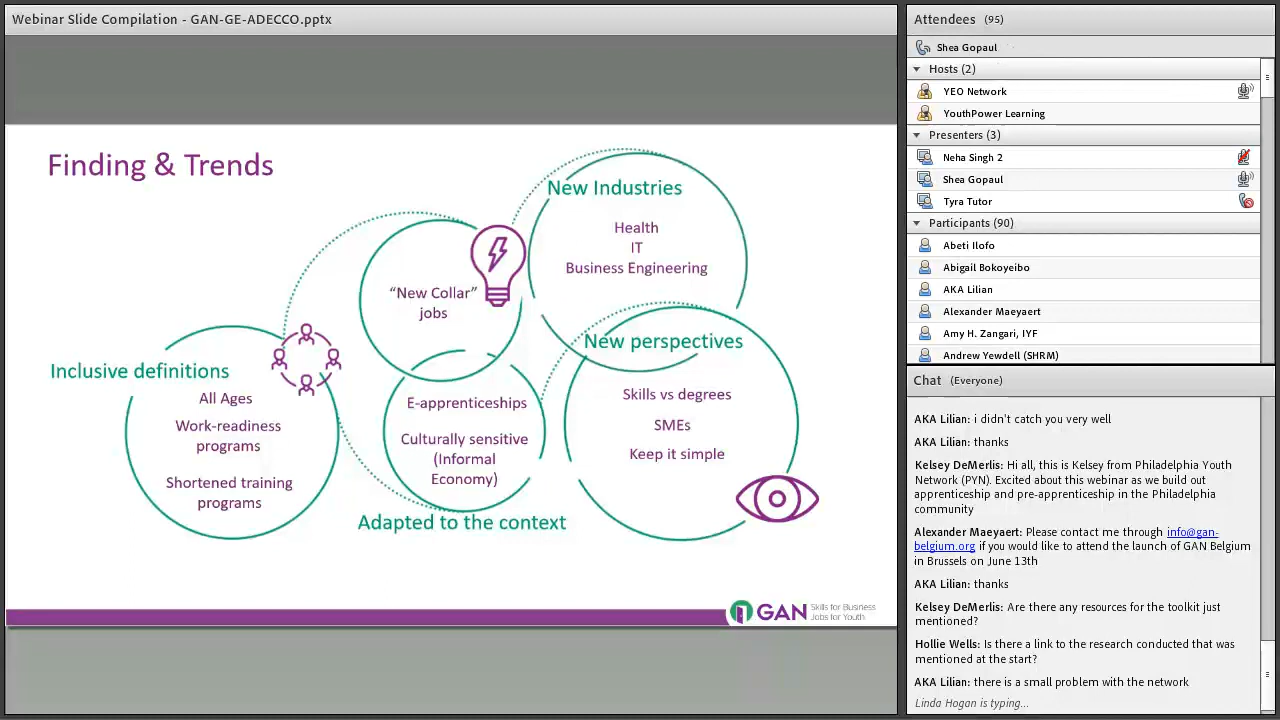 Webinar Slide Compilation - GAN-GE-ADECCO.pptx
Finding & Trends
New Industries
Health
IT
Business Engineering
"New Collar"
jobs
New perspectives
Skills vs degrees
SMEs
Keep it simple
Inclusive definitions
All Ages
Work-readiness
programs
Shortened training
programs
E-apprenticeships
Culturally sensitive
(Informal
Economy)
Adapted to the context
GAN
Skills for Business
Jobs for Youth
Attendees (95)
Shea Gopaul
Hosts (2)
YEO Network
YouthPower Learning
Presenters (3)
Neha Singh 2
Shea Gopaul
Tyra Tutor
Participants (90)
Abeti Ilofo
Abigail Bokoyeibo
AKA Lilian
Alexander Maeyaert
Amy H. Zangari, IYF
Andrew Yewdell (SHRM)
Chat (Everyone)
AKA Lilian: i didn't catch you very well
AKA Lilian: thanks
Kelsey DeMerlis: Hi all, this is Kelsey from Philadelphia Youth
Network (PYN). Excited about this webinar as we build out
apprenticeship and pre-apprenticeship in the Philadelphia
community
Alexander Maeyaert: Please contact me through info@gan-
belgium.org if you would like to attend the launch of GAN Belgium
in Brussels on June 13th
AKA Lilian: thanks
Kelsey DeMerlis: Are there any resources for the toolkit just
mentioned?
Hollie Wells: Is there a link to the research conducted that was
mentioned at the start?
AKA Lilian: there is a small problem with the network
Linda Hogan is typing...